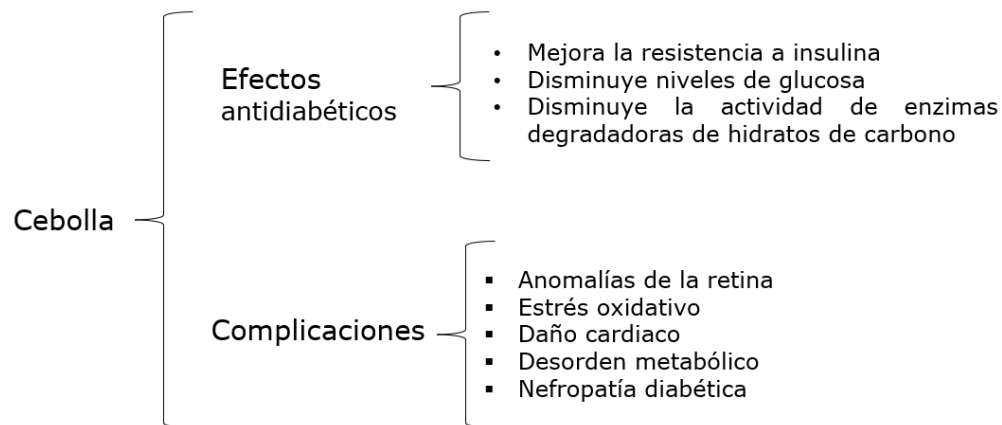 Cebolla
Efectos
antidiabéticos
• Mejora la resistencia a insulina
• Disminuye niveles de glucosa
• Disminuye la actividad de enzimas
degradadoras de hidratos de carbono
Complicaciones
▪ Anomalías de la retina
▪ Estrés oxidativo
▪ Daño cardiaco
▪ Desorden metabólico
▪ Nefropatía diabética